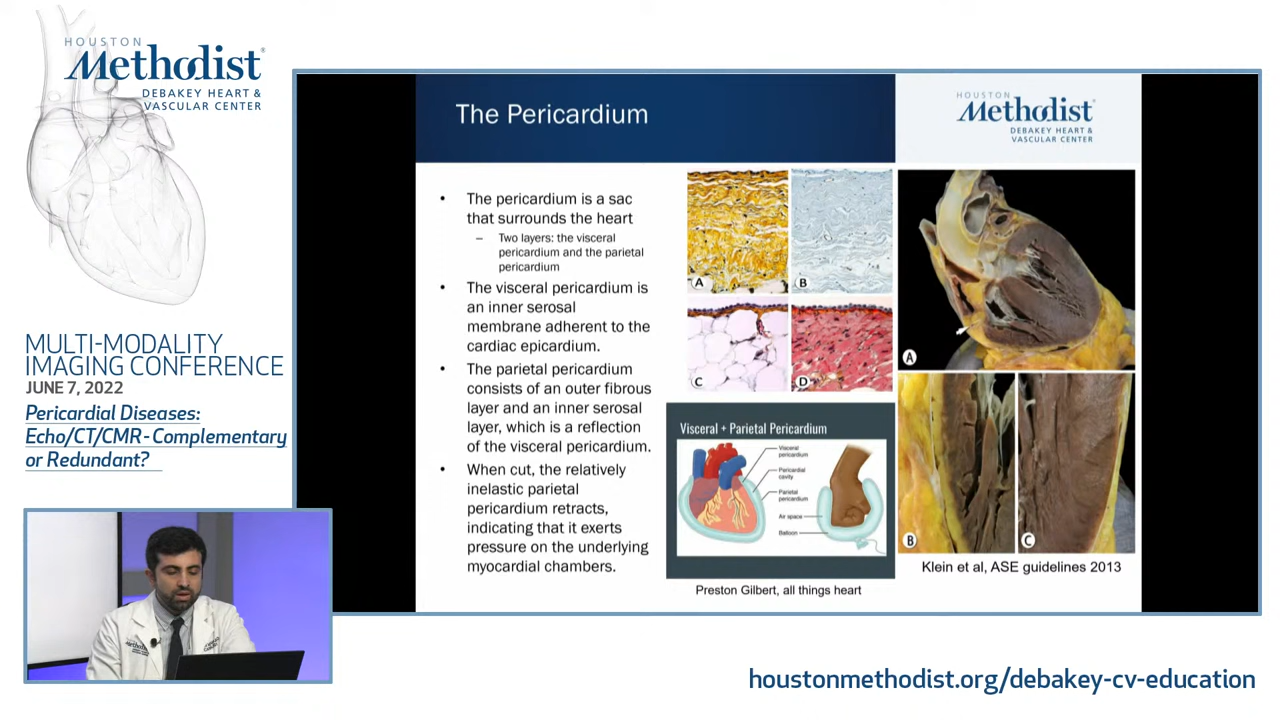 HOUSTON
Methodist®
DEBAKEY HEART &
VASCULAR CENTER
MULTI-MODALITY
IMAGING CONFERENCE
JUNE 7, 2022
Pericardial Diseases:
Echo/CT/CMR-Complementary
or Redundant?
The Pericardium
HOUSTON
Methodist®
DEBAKEY HEART &
VASCULAR CENTER
• The pericardium is a sac
that surrounds the heart
– Two layers: the visceral
pericardium and the parietal
pericardium
• The visceral pericardium is
an inner serosal
membrane adherent to the
cardiac epicardium.
• The parietal pericardium
consists of an outer fibrous
layer and an inner serosal
layer, which is a reflection
of the visceral pericardium.
• When cut, the relatively
inelastic parietal
pericardium retracts,
indicating that it exerts
pressure on the underlying
myocardial chambers.
A
B
C
D
Visceral + Parietal Pericardium
Visceral
pericardium
Pericardial
cavity
Parietal
pericardium
Air space
Balloon
Preston Gilbert, all things heart
A
B
C
Klein et al, ASE guidelines 2013
Methodist
houstonmethodist.org/debakey-cv-education